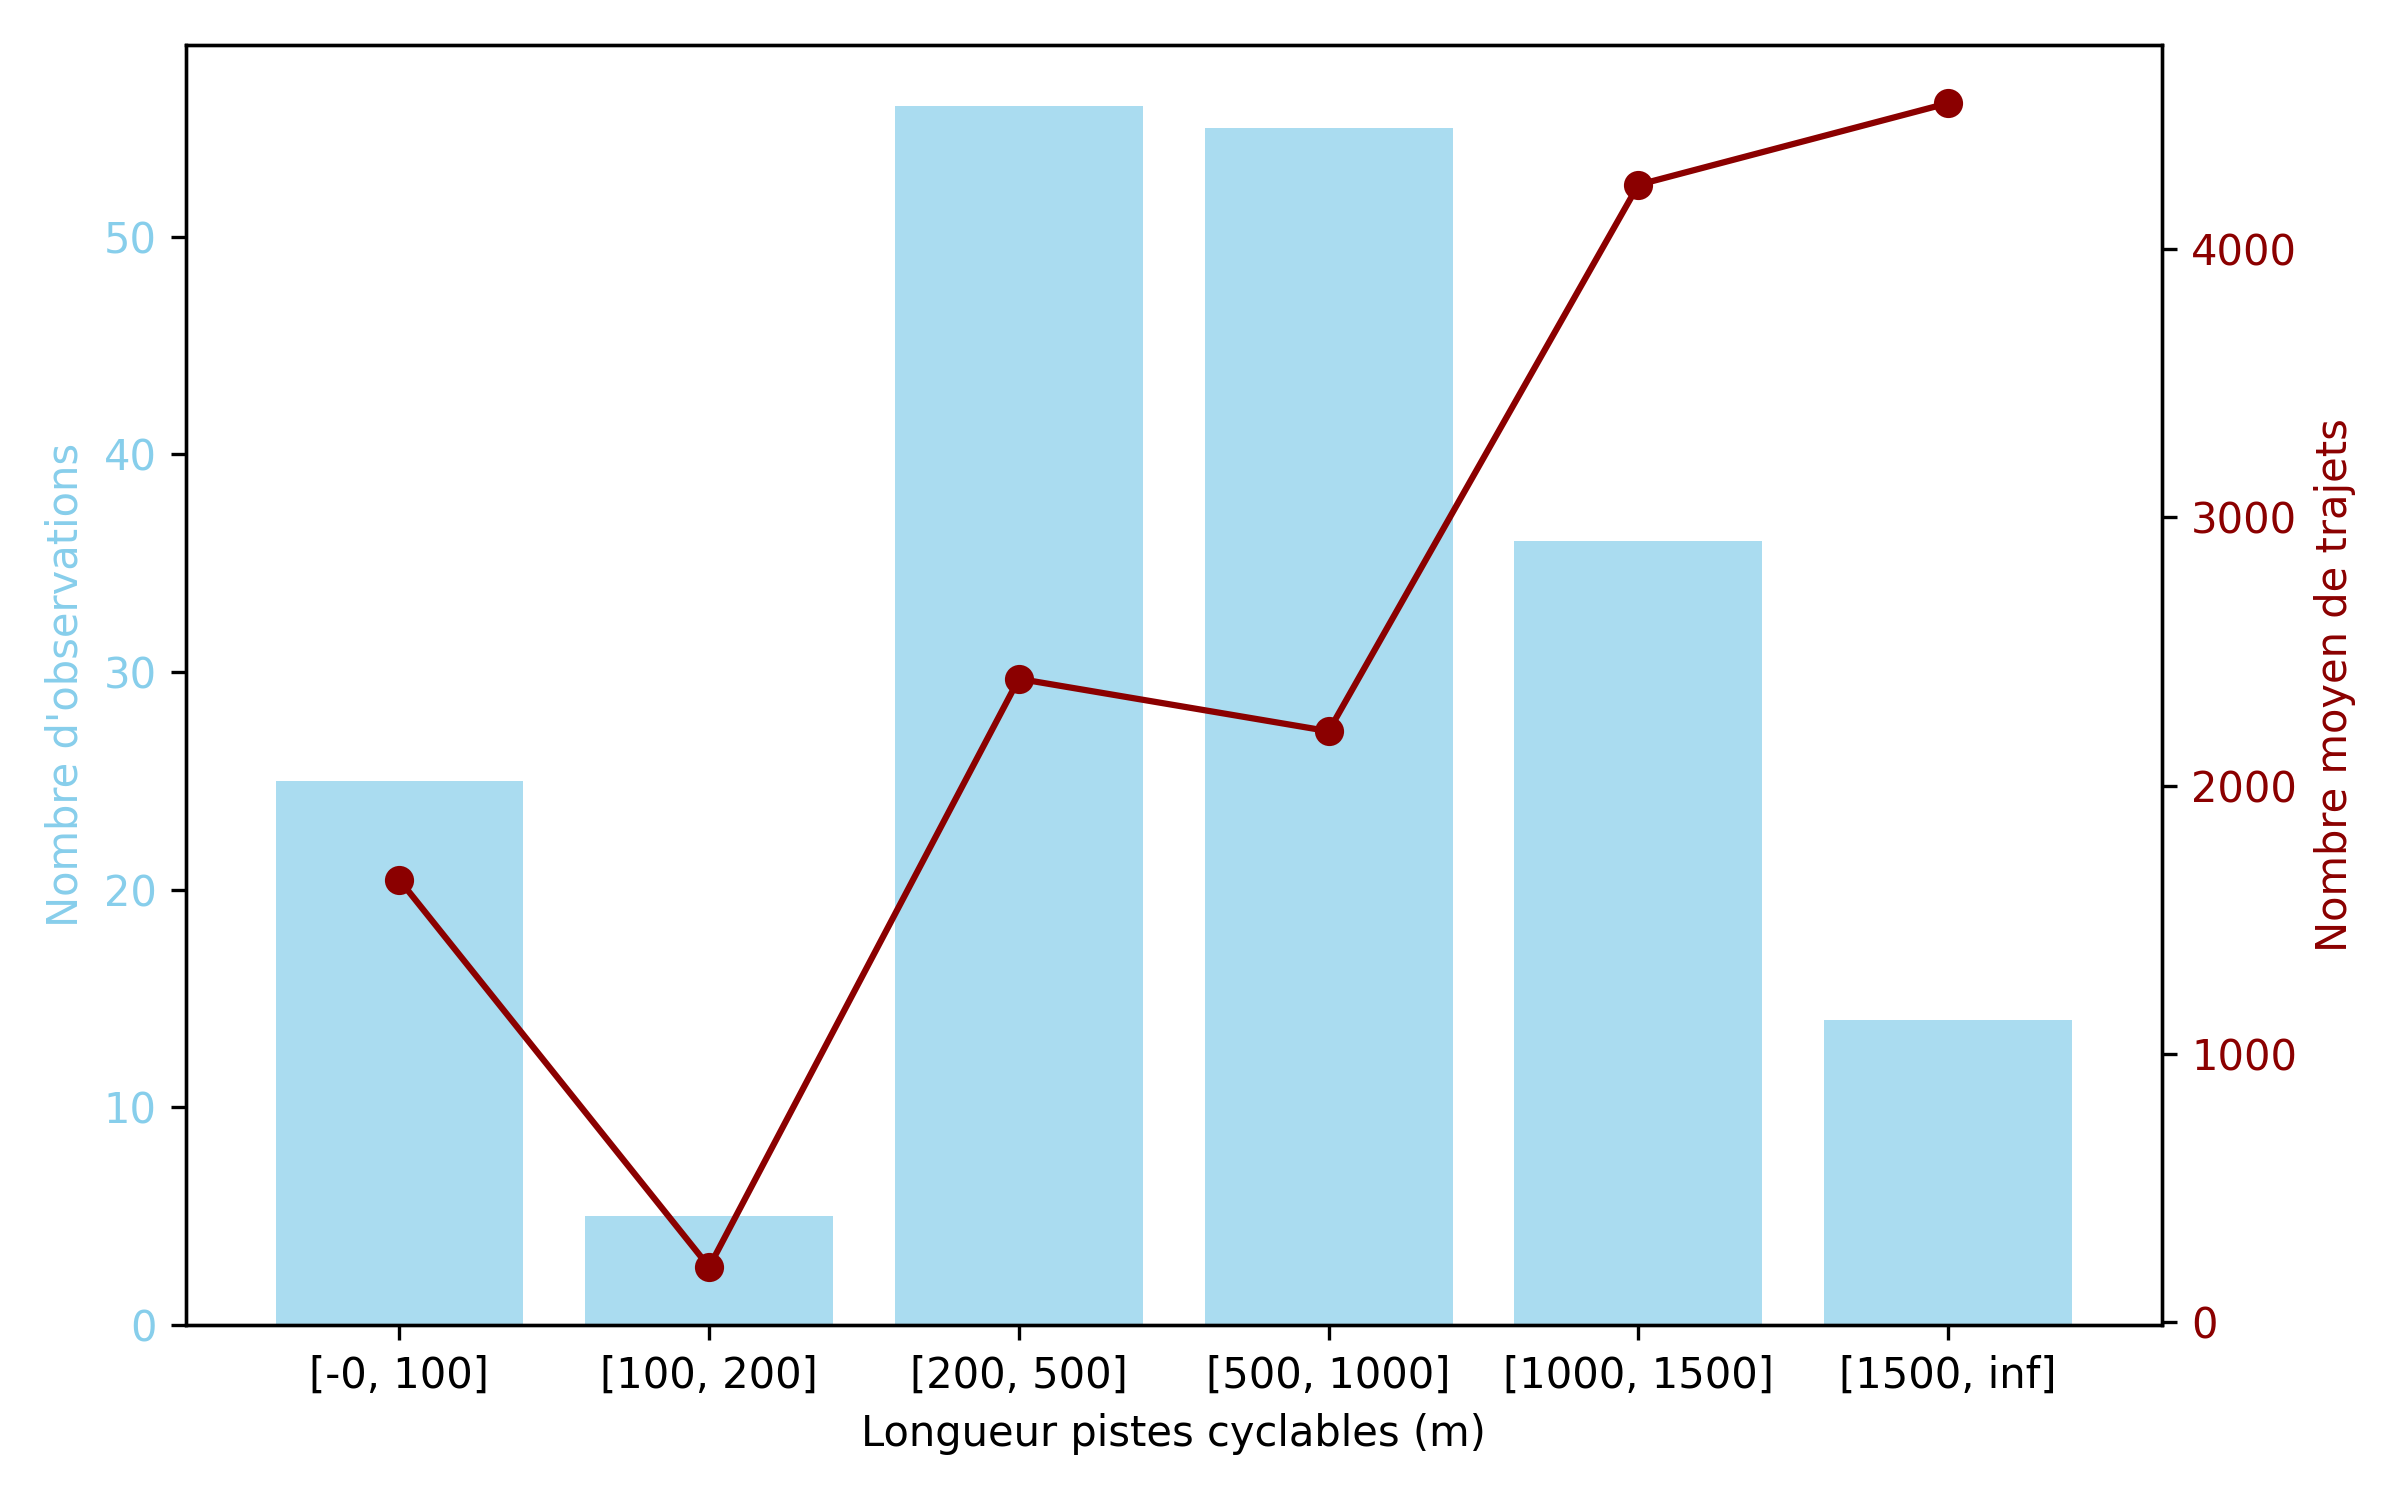 Nombre d'observations
50
40
30
20
10
0
4000
3000
2000
1000
0
Nombre moyen de trajets
[-0, 100] [100, 200] [200, 500] [500, 1000] [1000, 1500] [1500, inf]
Longueur pistes cyclables (m)